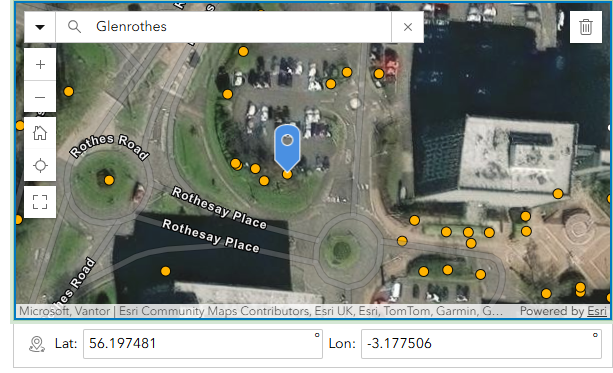 Glenrothes
Rothes Road
Rothesay Place
Rothesay Place
hes Road
Microsoft, Vantor | Esri Community Maps Contributors, Esri UK, Esri, TomTom, Garmin, G... Powered by Esri
Lat: 56.197481 ° Lon: -3.177506 °